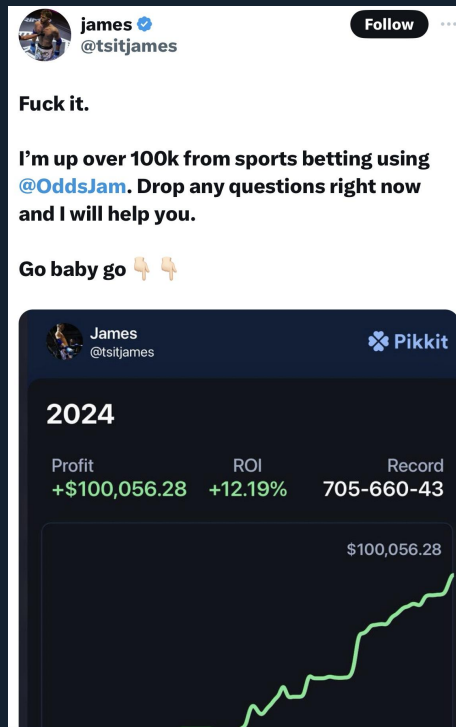 james
Follow
@tsitjames
Fuck it.
I’m up over 100k from sports betting using
@OddsJam. Drop any questions right now
and I will help you.
Go baby go 👇🏻 👇🏻
James
@tsitjames
Pikkit
2024
Profit
ROI
Record
+$100,056.28
+12.19%
705-660-43
$100,056.28